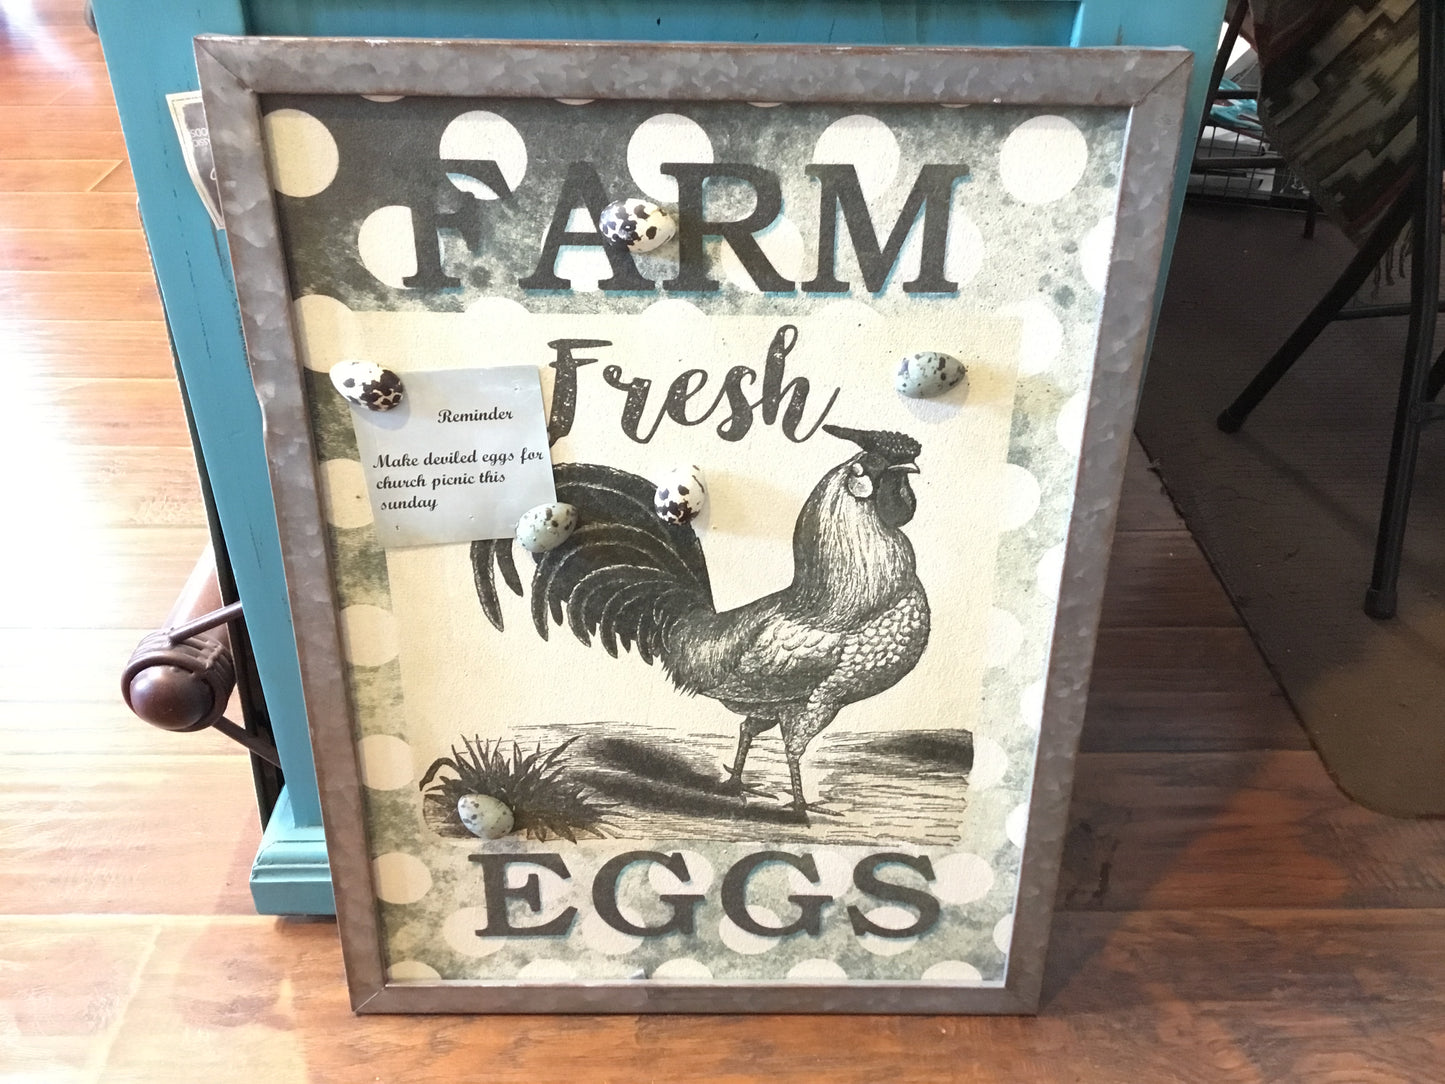 FARM
Fresh
Reminder
Make deviled eggs for
church picnic this
sunday
EGGS